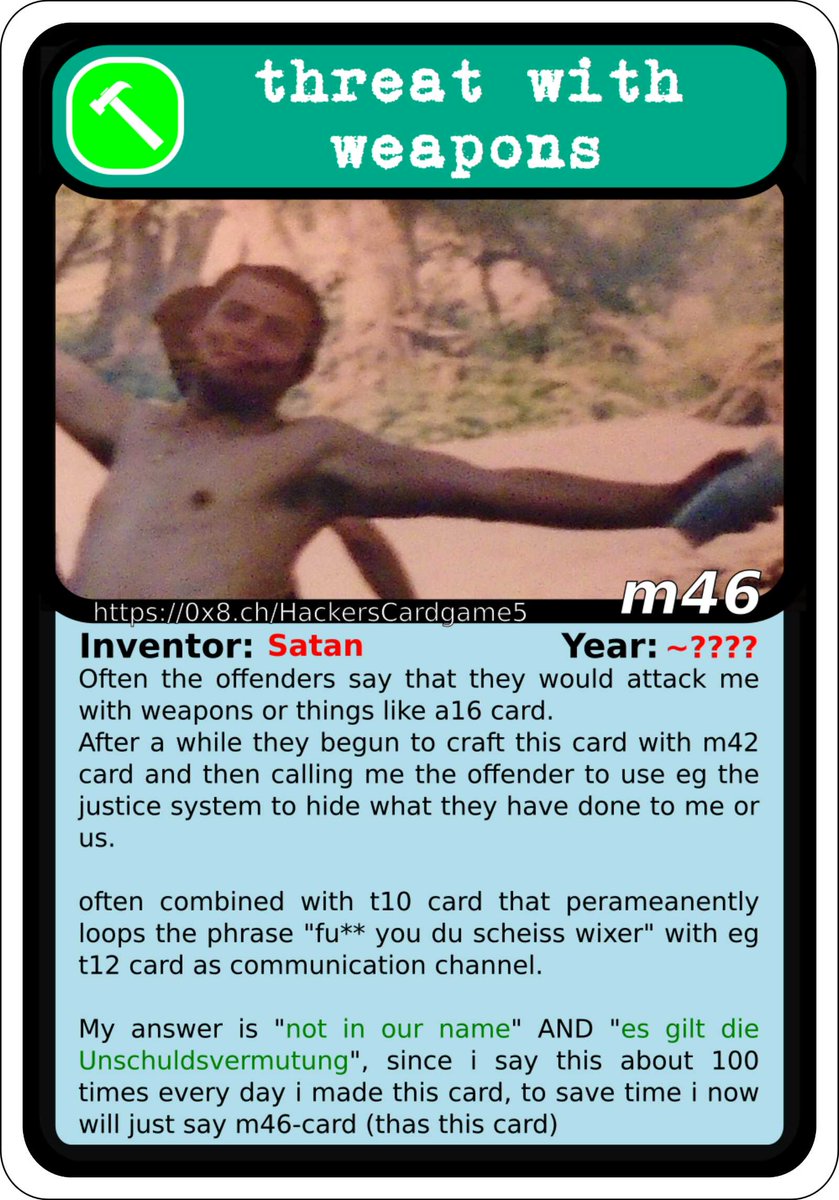 threat with
weapons
m46
https://0x8.ch/HackersCardgame5
Inventor: Satan Year: ~????
Often the offenders say that they would attack me
with weapons or things like a16 card.
After a while they begun to craft this card with m42
card and then calling me the offender to use eg the
justice system to hide what they have done to me or
us.
often combined with t10 card that perameanently
loops the phrase "fu** you du scheiss wixer" with eg
t12 card as communication channel.
My answer is "not in our name" AND "es gilt die
Unschuldsvermutung", since i say this about 100
times every day i made this card, to save time i now
will just say m46-card (thas this card)